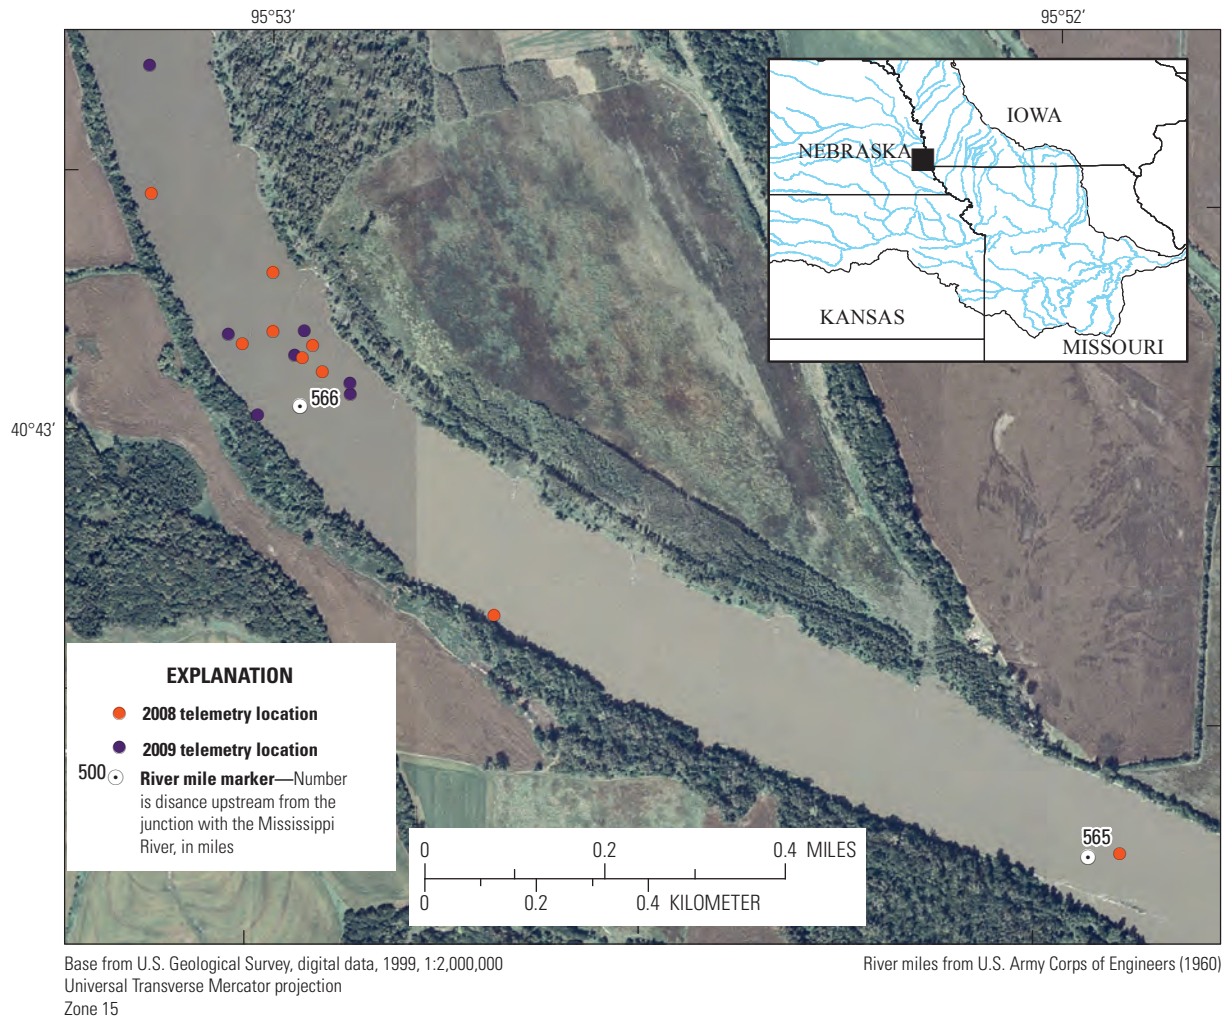 95°53′
95°52′
IOWA
NEBRASKA
KANSAS
MISSOURI
566
40°43′
EXPLANATION
2008 telemetry location
2009 telemetry location
500
River mile marker—Number
is disance upstream from the
junction with the Mississippi
River, in miles
565
0 0.2 0.4 MILES
0 0.2 0.4 KILOMETER
Base from U.S. Geological Survey, digital data, 1999, 1:2,000,000
Universal Transverse Mercator projection
Zone 15
River miles from U.S. Army Corps of Engineers (1960)